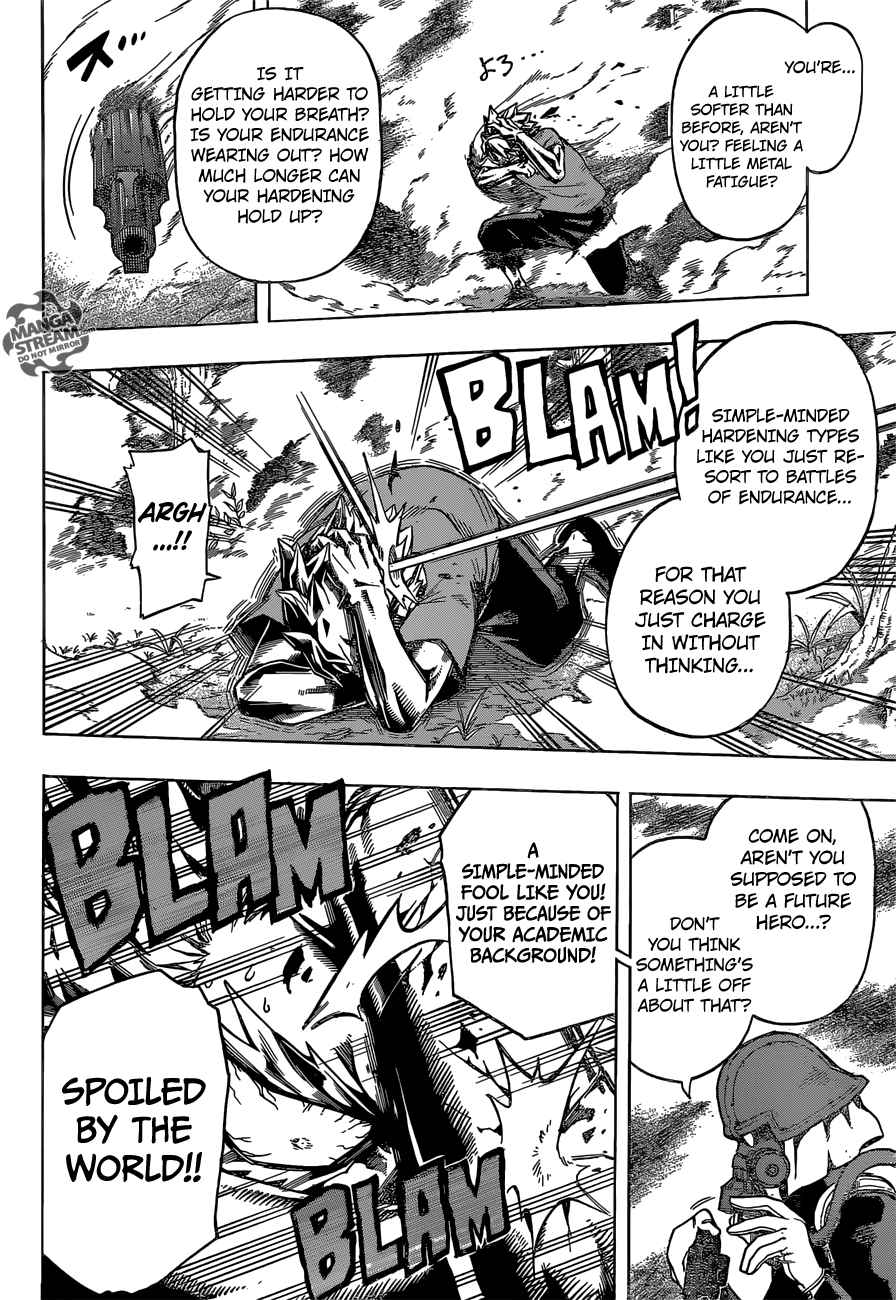 YOU'RE...
A LITTLE
SOFTER THAN
BEFORE, AREN'T
YOU? FEELING A
LITTLE METAL
FATIGUE?
よろ…
IS IT
GETTING HARDER TO
HOLD YOUR BREATH?
IS YOUR ENDURANCE
WEARING OUT? HOW
MUCH LONGER CAN
YOUR HARDENING
HOLD UP?
ス…
MANGA
STREAM
DO NOT MIRROR
SIMPLE-MINDED
HARDENING TYPES
LIKE YOU JUST RE-
SORT TO BATTLES
OF ENDURANCE...
FOR THAT
REASON YOU
JUST CHARGE
IN WITHOUT
THINKING...
BLAM!
ARGH
...!!
COME ON,
AREN'T YOU
SUPPOSED TO
BE A FUTURE
HERO...?
DON'T
YOU THINK
SOMETHING'S
A LITTLE OFF
ABOUT THAT?
A
SIMPLE-MINDED
FOOL LIKE YOU!
JUST BECAUSE OF
YOUR ACADEMIC
BACKGROUND!
BLAM
SPOILED
BY THE
WORLD!!
BLAM